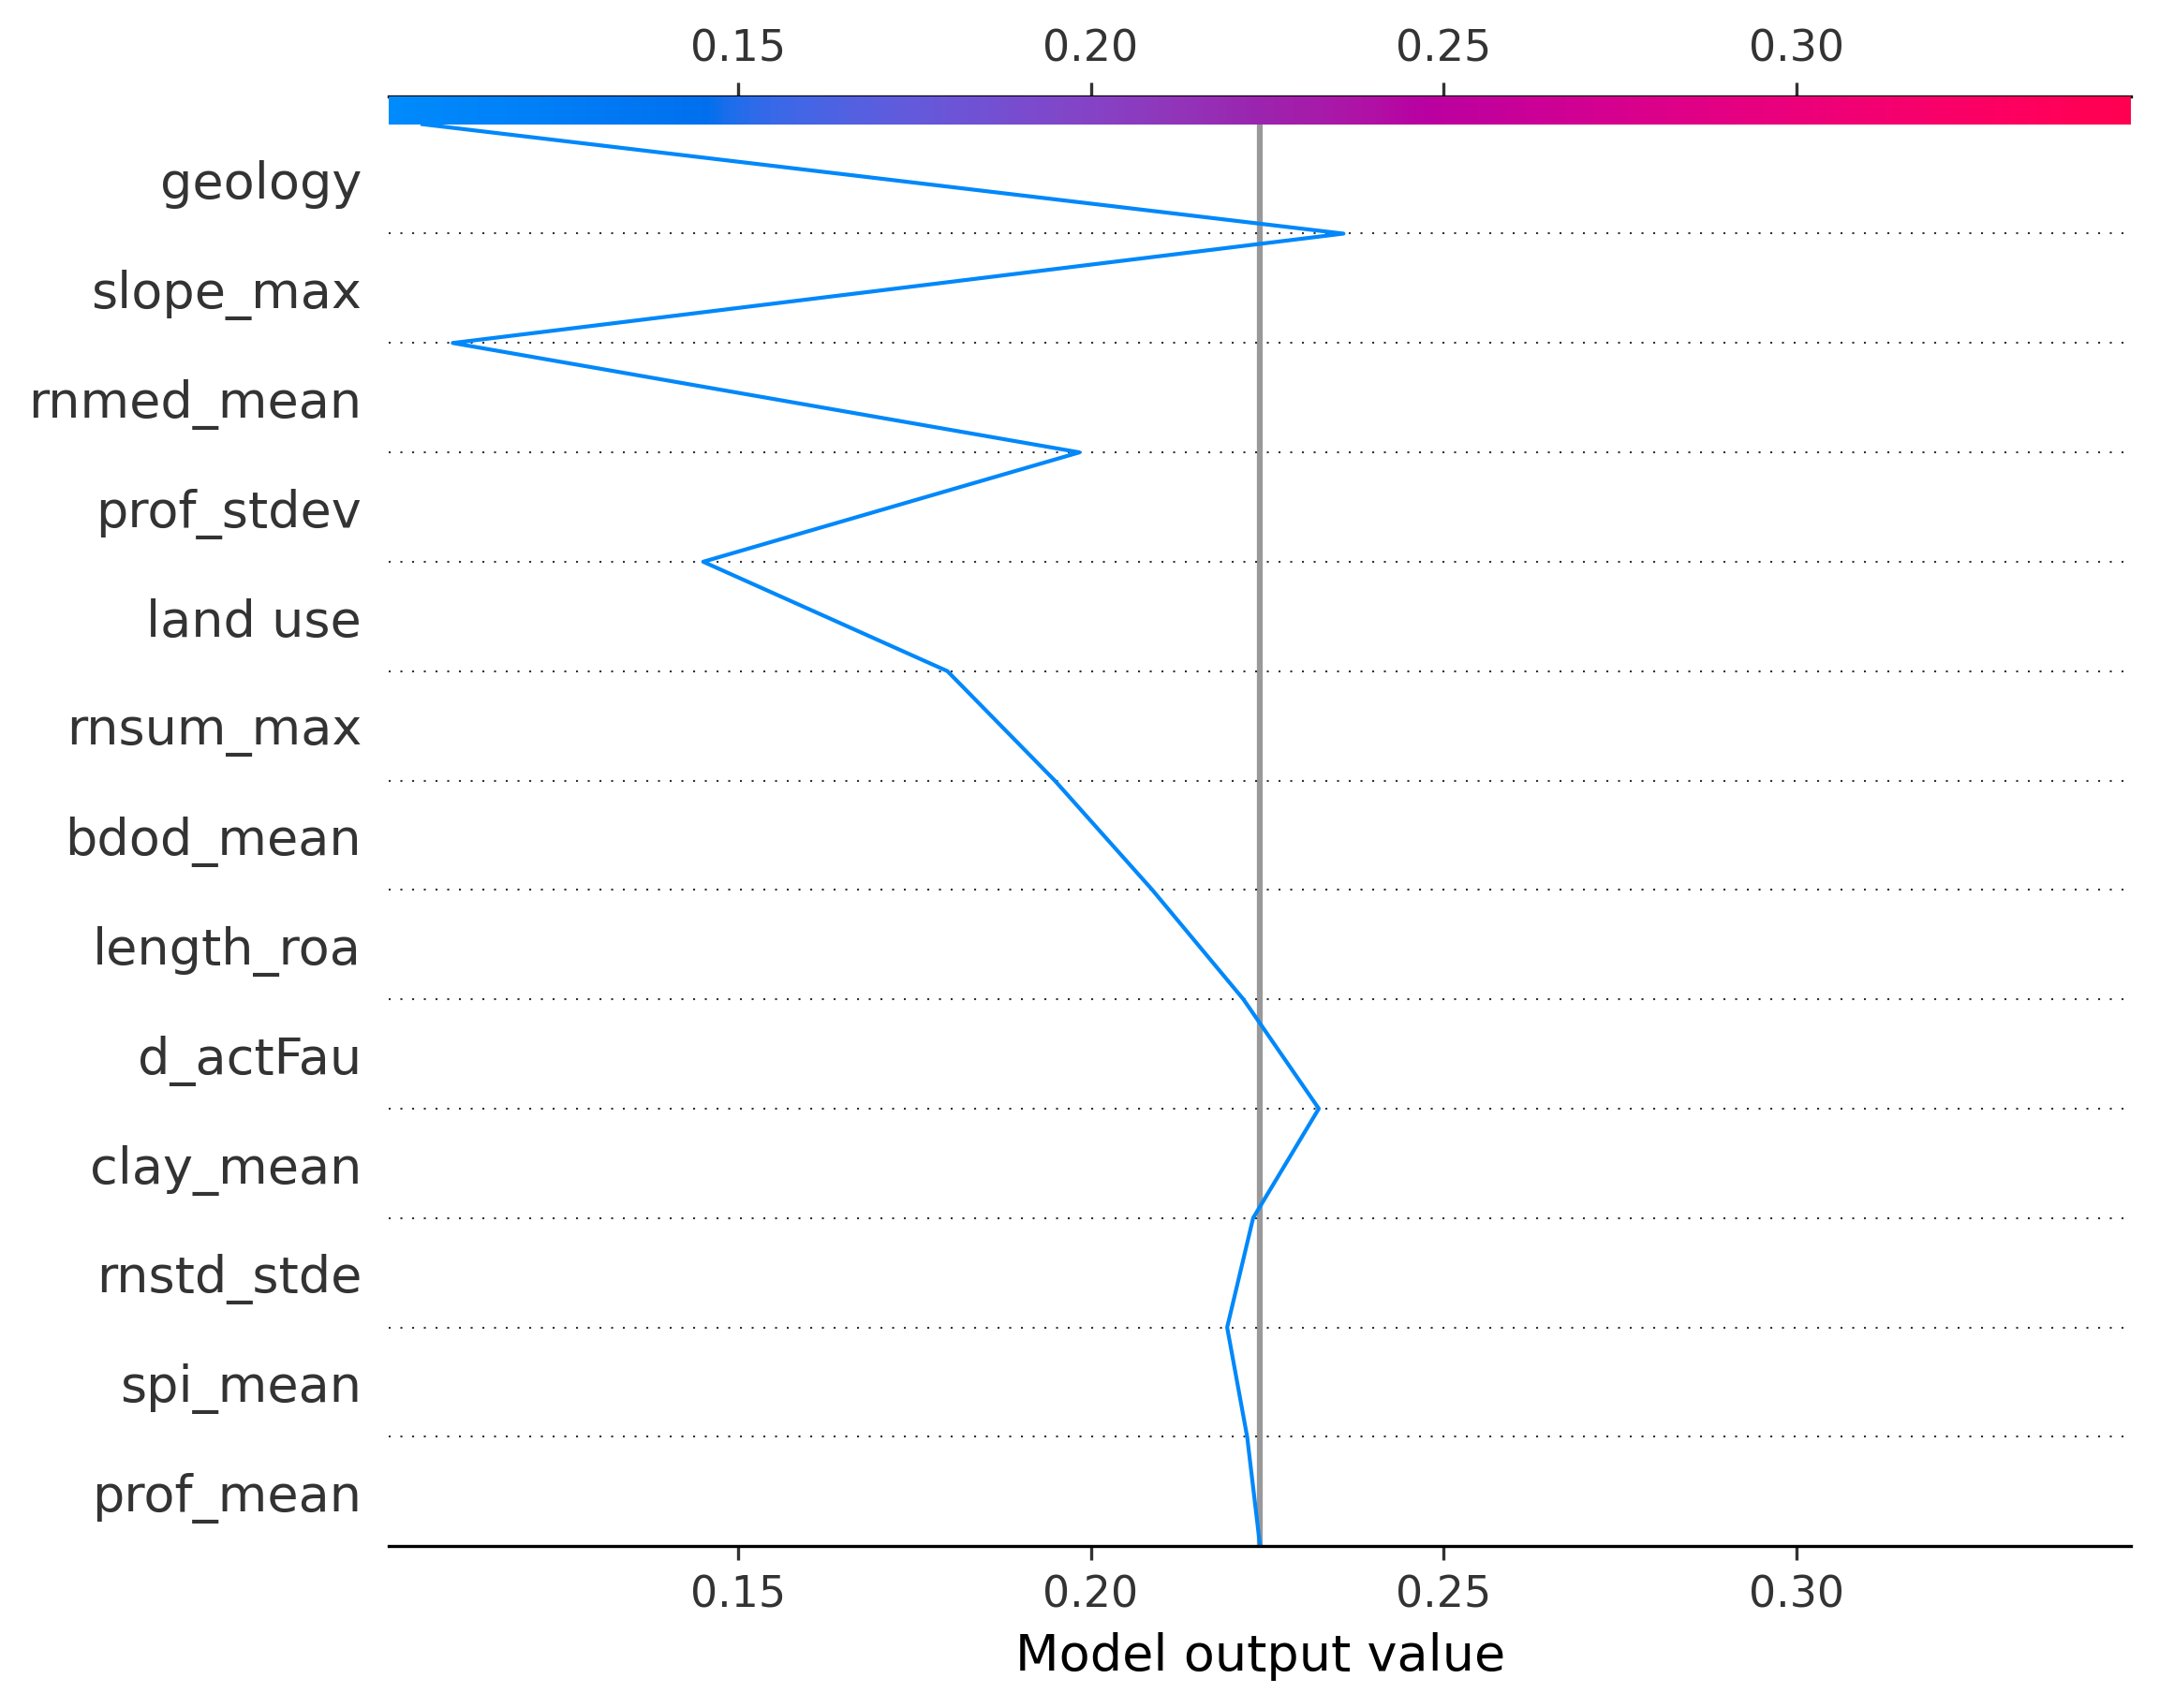 0.15 0.20 0.25 0.30
geology
slope_max
rnmed_mean
prof_stdev
land use
rnsum_max
bdod_mean
length_roa
d_actFau
clay_mean
rnstd_stde
spi_mean
prof_mean
0.15 0.20 0.25 0.30
Model output value